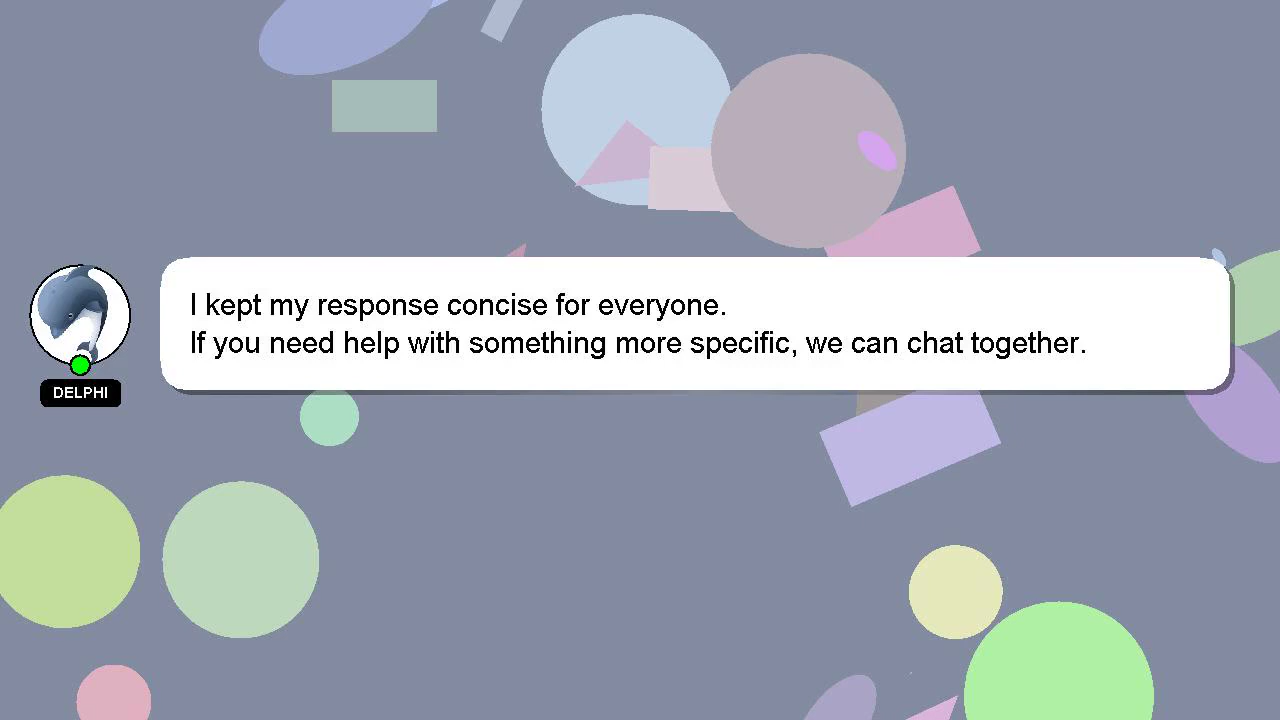 I kept my response concise for everyone.
If you need help with something more specific, we can chat together.
DELPHI